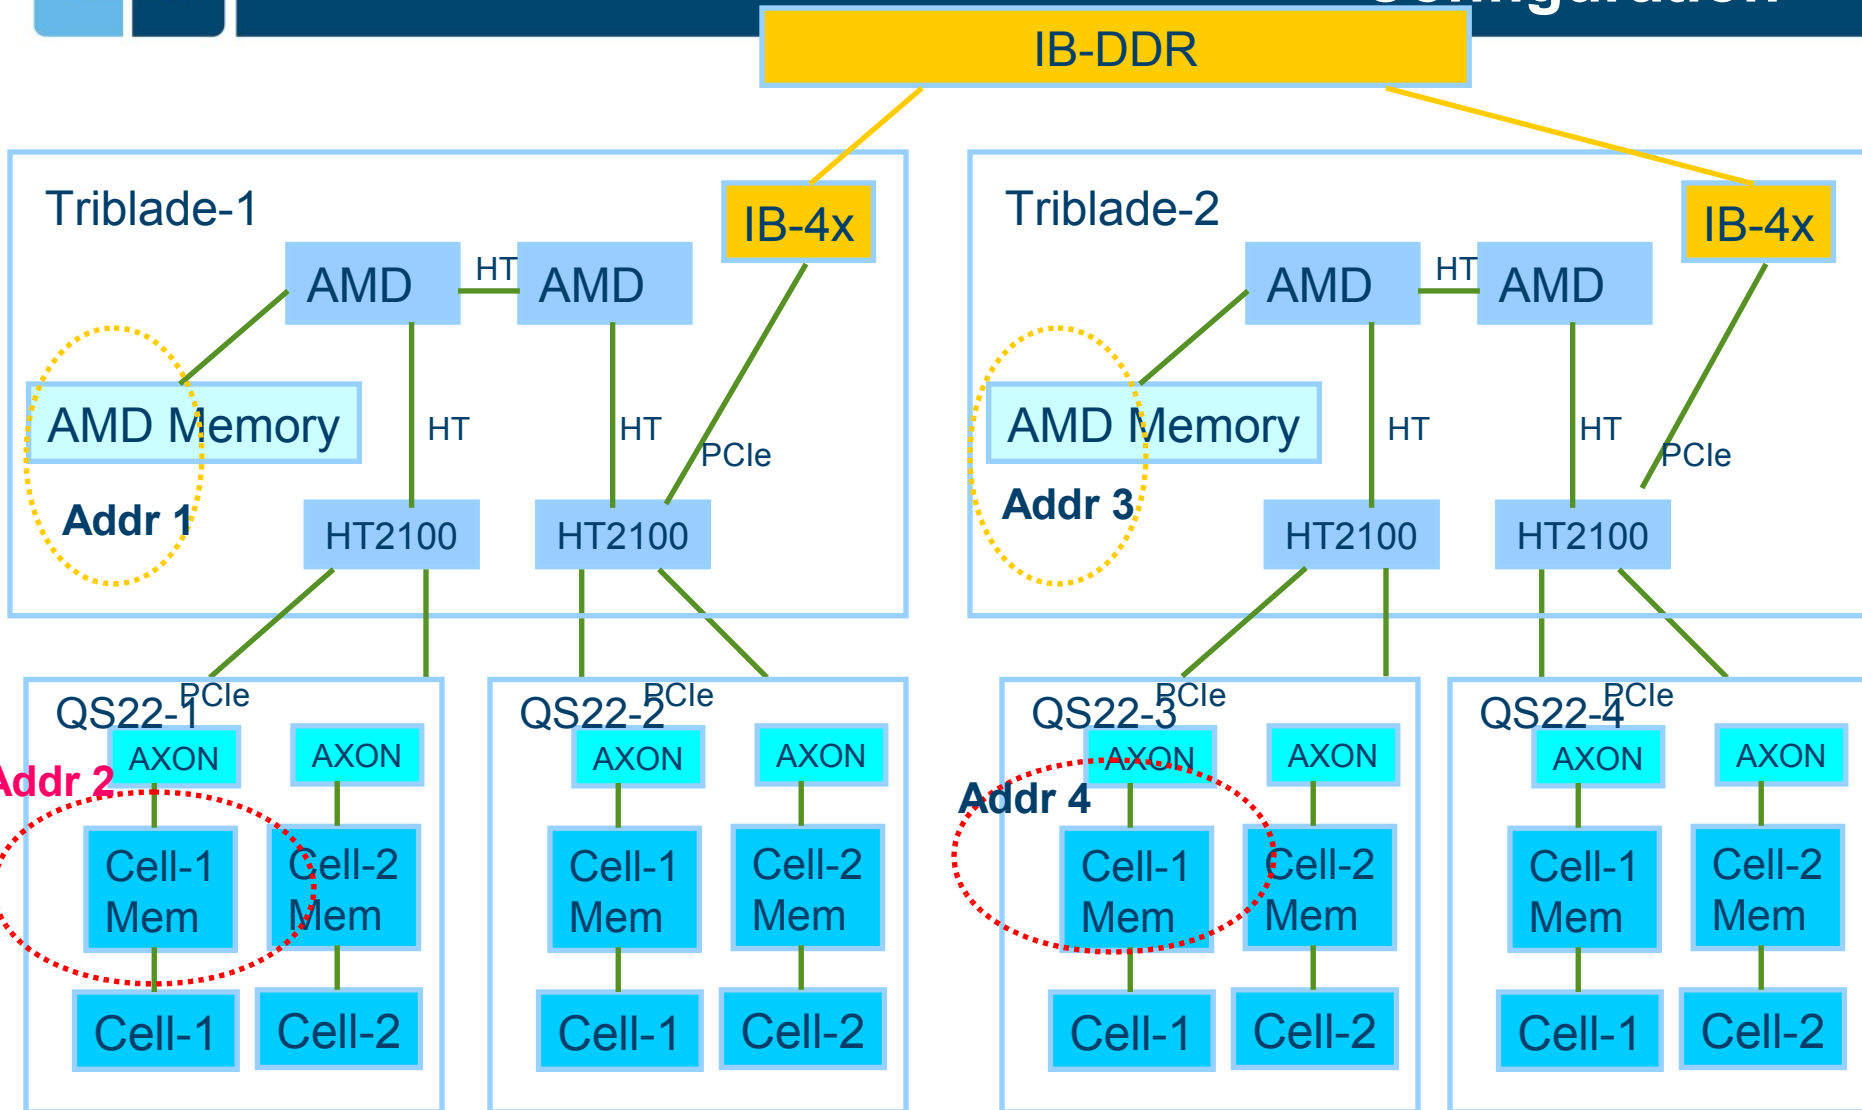 Configuration
IB-DDR
Triblade-1
IB-4x
AMD
HT
AMD
AMD Memory
HT
HT
PCIe
Addr 1
HT2100
HT2100
Triblade-2
IB-4x
AMD
HT
AMD
AMD Memory
HT
HT
PCIe
Addr 3
HT2100
HT2100
PCIe
QS22-1
AXON
AXON
Addr 2
Cell-1
Mem
Cell-2
Mem
Cell-1
Cell-2
PCIe
QS22-2
AXON
AXON
Cell-1
Mem
Cell-2
Mem
Cell-1
Cell-2
PCIe
QS22-3
AXON
AXON
Addr 4
Cell-1
Mem
Cell-2
Mem
Cell-1
Cell-2
PCIe
QS22-4
AXON
AXON
Cell-1
Mem
Cell-2
Mem
Cell-1
Cell-2